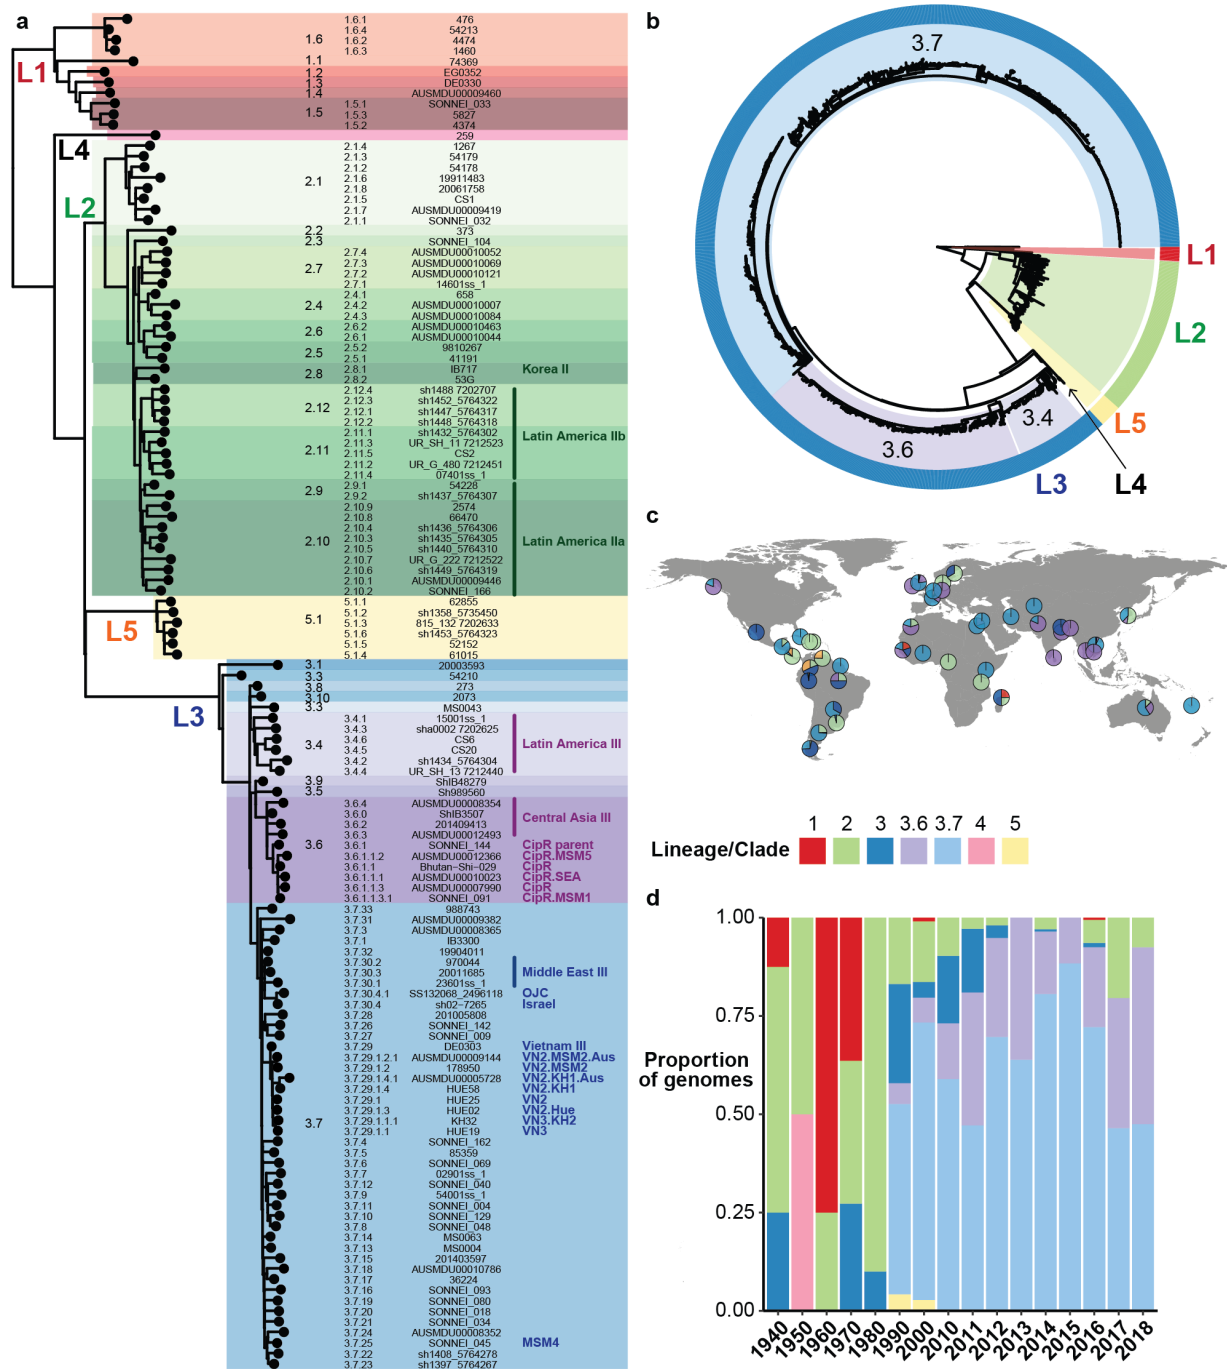 a
1.6.1 476
1.6.4 54213
1.6 1.6.2 4474
1.6.3 1460
L1 1.1 74369
1.2 EG0352
1.3 DE0330
1.4 AUSMDU00009460
1.5.1 SONNEI_033
1.5 1.5.3 5827
1.5.2 4374
L4 259
2.1.4 1267
2.1.3 54179
2.1.2 54178
2.1 2.1.6 19911483
2.1.8 20061758
L2 2.1.5 CS1
2.1.7 AUSMDU00009419
2.1.1 SONNEI_032
2.2 373
2.3 SONNEI_104
2.7.4 AUSMDU00010052
2.7 2.7.3 AUSMDU00010069
2.7.2 AUSMDU00010121
2.7.1 14601ss_1
2.4.1 658
2.4 2.4.2 AUSMDU00010007
2.4.3 AUSMDU00010084
2.6 2.6.2 AUSMDU00010463
2.6.1 AUSMDU00010044
2.5 2.5.2 9810267
2.5.1 41191
2.8 2.8.1 IB717 Korea II
2.8.2 53G
2.12.4 sh1488 7202707
2.12 2.12.3 sh1452_5764322
2.12.1 sh1447_5764317
2.12.2 sh1448_5764318
2.11.1 sh1432_5764302 Latin America IIb
2.11 2.11.3 UR_SH_11 7212523
2.11.5 CS2
2.11.2 UR_G_480 7212451
2.11.4 07401ss_1
2.9 2.9.1 54228
2.9.2 sh1437_5764307
2.10.9 2574
2.10.8 66470
2.10.4 sh1436_5764306
2.10 2.10.3 sh1435_5764305 Latin America IIa
2.10.5 sh1440_5764310
2.10.7 UR_G_222 7212522
2.10.6 sh1449_5764319
2.10.1 AUSMDU00009446
2.10.2 SONNEI_166
5.1.1 62855
5.1.2 sh1358_5735450
L5 5.1 5.1.3 815_132 7202633
5.1.6 sh1453_5764323
5.1.5 52152
5.1.4 61015
3.1 20003593
3.3 54210
3.8 273
3.10 2073
L3 3.3 MS0043
3.4.1 15001ss_1
3.4.3 sha0002 7202625
3.4 3.4.6 CS6 Latin America III
3.4.5 CS20
3.4.2 sh1434_5764304
3.4.4 UR_SH_13 7212440
3.9 ShIB48279
3.5 Sh989560
3.6.4 AUSMDU00008354
3.6.0 ShIB3507 Central Asia III
3.6.2 201409413
3.6.3 AUSMDU00012493
3.6 3.6.1 SONNEI_144 CipR parent
3.6.1.1.2 AUSMDU00012366 CipR.MSM5
3.6.1.1 Bhutan-Shi-029 CipR
3.6.1.1.1 AUSMDU00010023 CipR.SEA
3.6.1.1.3 AUSMDU00007990 CipR
3.6.1.1.3.1 SONNEI_091 CipR.MSM1
3.7.33 988743
3.7.31 AUSMDU00009382
3.7.3 AUSMDU00008365
3.7.1 IB3300
3.7.32 19904011
3.7.30.2 970044
3.7.30.3 20011685 Middle East III
3.7.30.1 23601ss_1
3.7.30.4.1 SS132068_2496118 OJC
3.7.30.4 sh02-7265 Israel
3.7.28 201005808
3.7.26 SONNEI_142
3.7.27 SONNEI_009
3.7.29 DE0303 Vietnam III
3.7.29.1.2.1 AUSMDU00009144 VN2.MSM2.Aus
3.7.29.1.2 178950 VN2.MSM2
3.7.29.1.4.1 AUSMDU00005728 VN2.KH1.Aus
3.7.29.1.4 HUE58 VN2.KH1
3.7.29.1 HUE25 VN2
3.7.29.1.3 HUE02 VN2.Hue
3.7 3.7.29.1.1.1 KH32 VN3.KH2
3.7.29.1.1 HUE19 VN3
3.7.4 SONNEI_162
3.7.5 85359
3.7.6 SONNEI_069
3.7.7 02901ss_1
3.7.12 SONNEI_040
3.7.9 54001ss_1
3.7.11 SONNEI_004
3.7.10 SONNEI_129
3.7.8 SONNEI_048
3.7.14 MS0063
3.7.13 MS0004
3.7.15 201403597
3.7.18 AUSMDU00010786
3.7.17 36224
3.7.16 SONNEI_093
3.7.19 SONNEI_080
3.7.20 SONNEI_018
3.7.21 SONNEI_034
3.7.24 AUSMDU00008352
3.7.25 SONNEI_045 MSM4
3.7.22 sh1408_5764278
3.7.23 sh1397_5764267
b
3.7
L1
L2
L5
3.4
3.6
L3
L4
c
1 2 3 3.6 3.7 4 5
Lineage/Clade
d
1.00
0.75
Proportion
of genomes
0.50
0.25
0.00
1940 1950 1960 1970 1980 1990 2000 2010 2011 2012 2013 2014 2015 2016 2017 2018